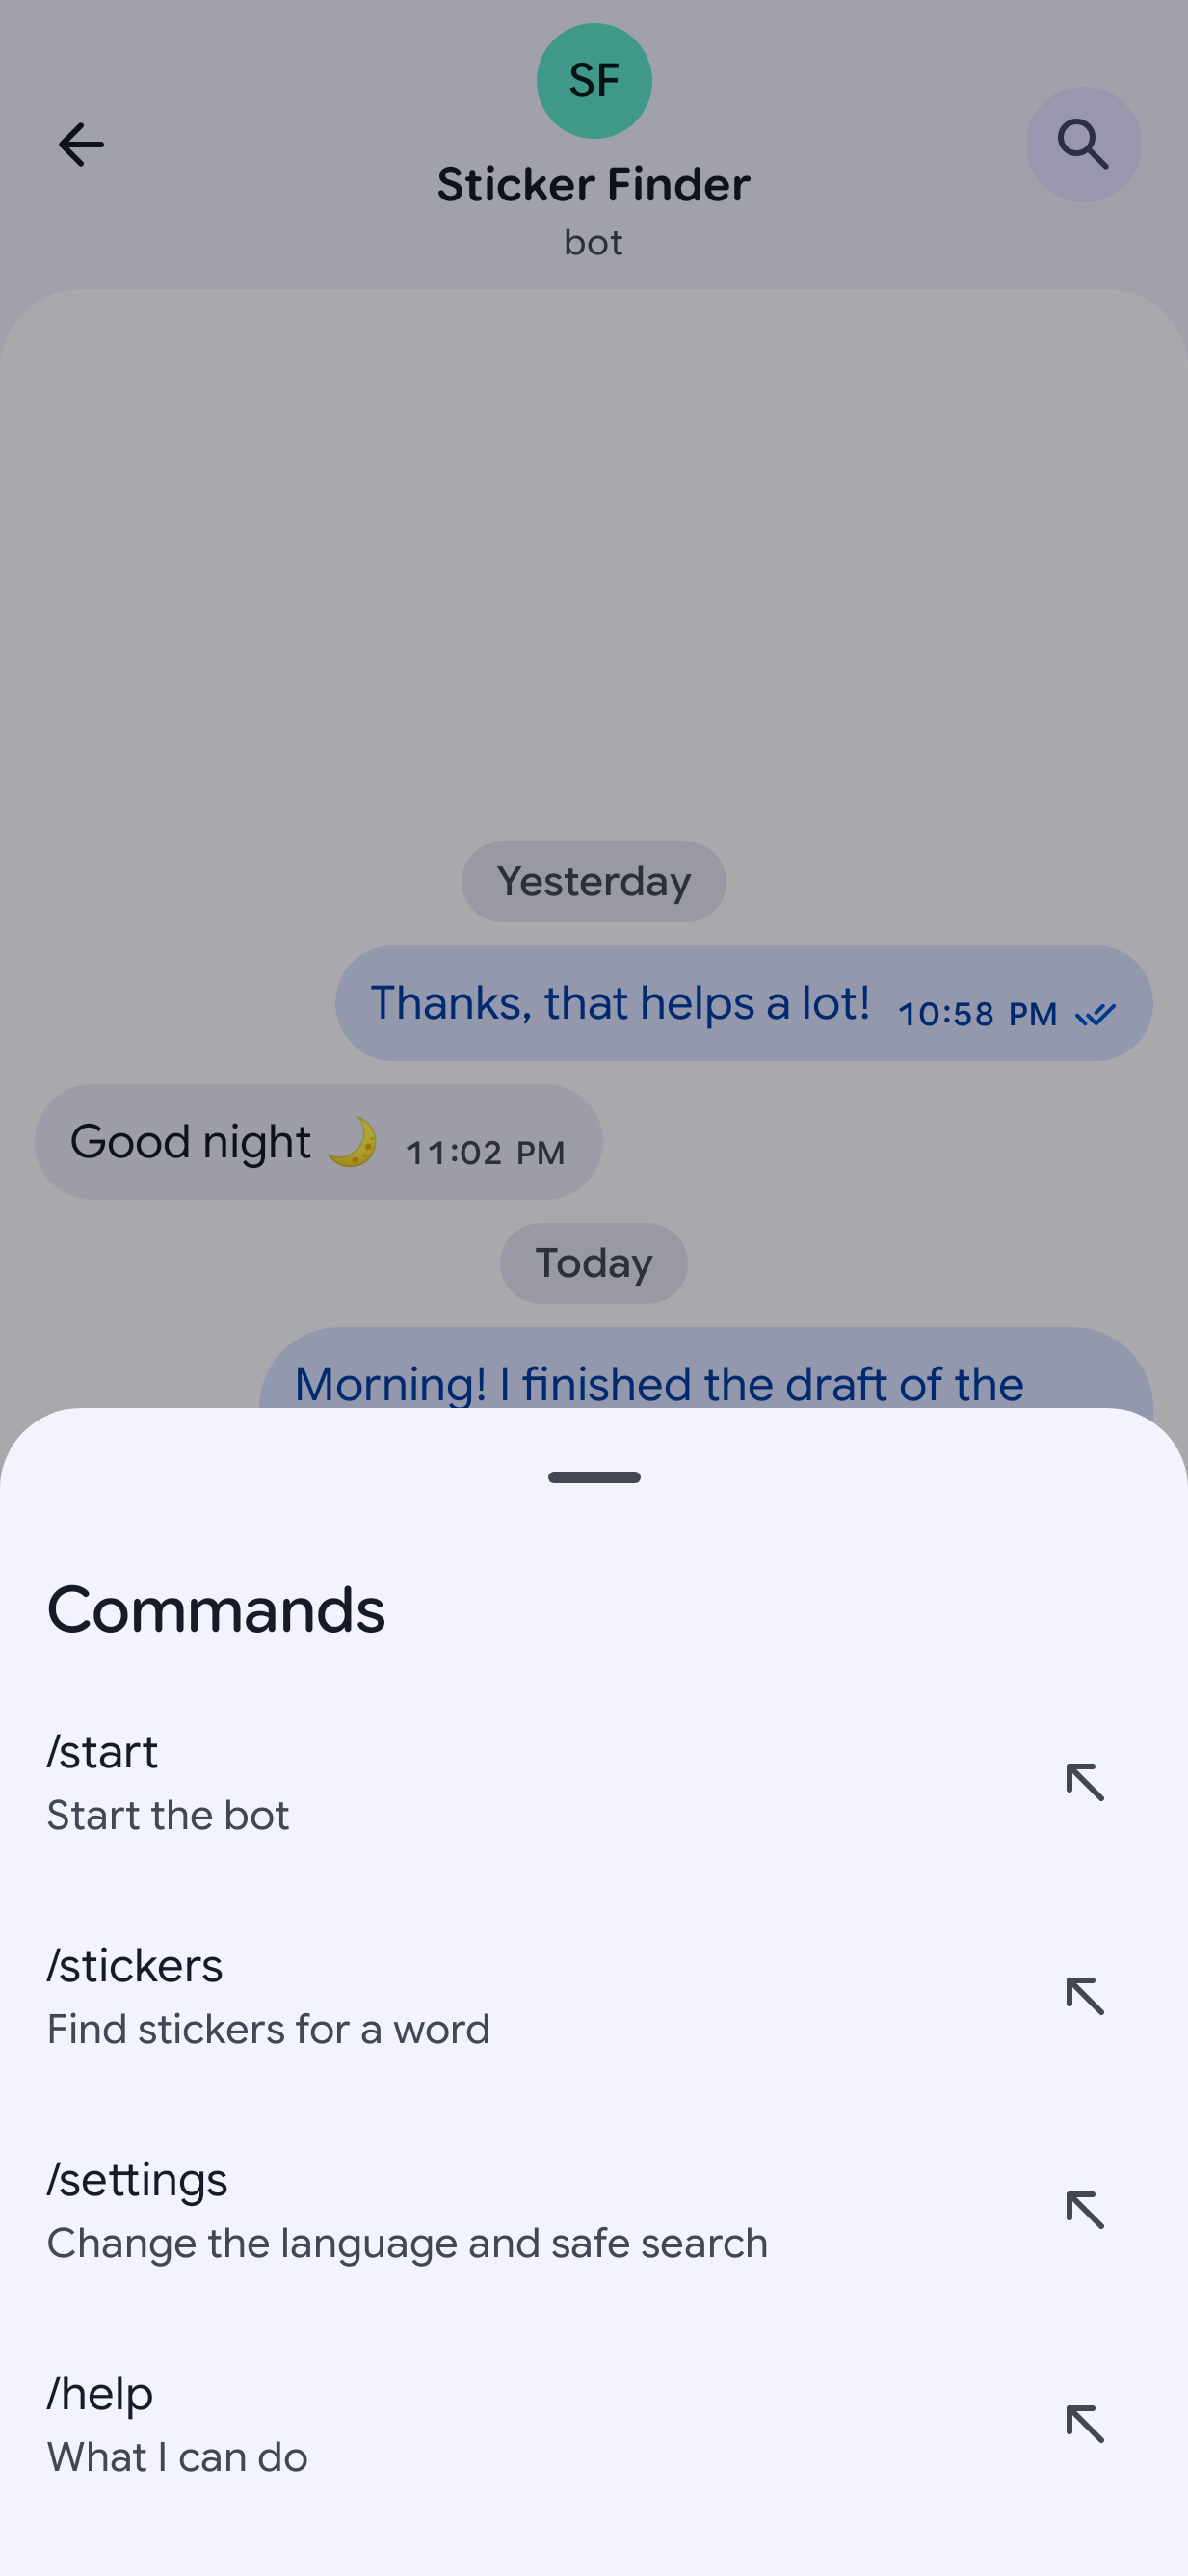 SF
Sticker Finder
bot
Yesterday
Thanks, that helps a lot! 10:58 PM
Good night 🌙 11:02 PM
Today
Morning! I finished the draft of the
Commands
/start
Start the bot
/stickers
Find stickers for a word
/settings
Change the language and safe search
/help
What I can do